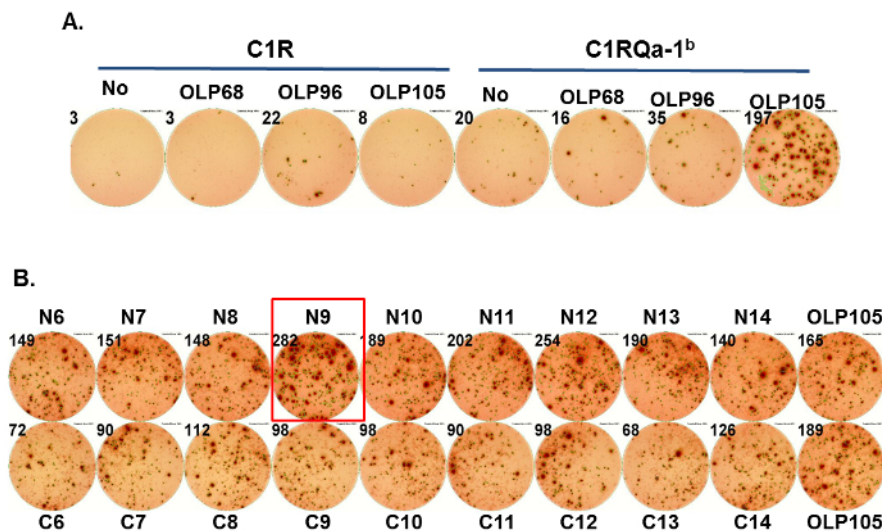 A.
C1R C1RQa-1ᵇ
No OLP68 OLP96 OLP105 No OLP68 OLP96 OLP105
3 3 22 8 20 16 35 197
B.
N6 N7 N8 N9 N10 N11 N12 N13 N14 OLP105
149 151 148 282 189 202 254 190 140 165
72 90 112 98 98 90 98 68 126 189
C6 C7 C8 C9 C10 C11 C12 C13 C14 OLP105